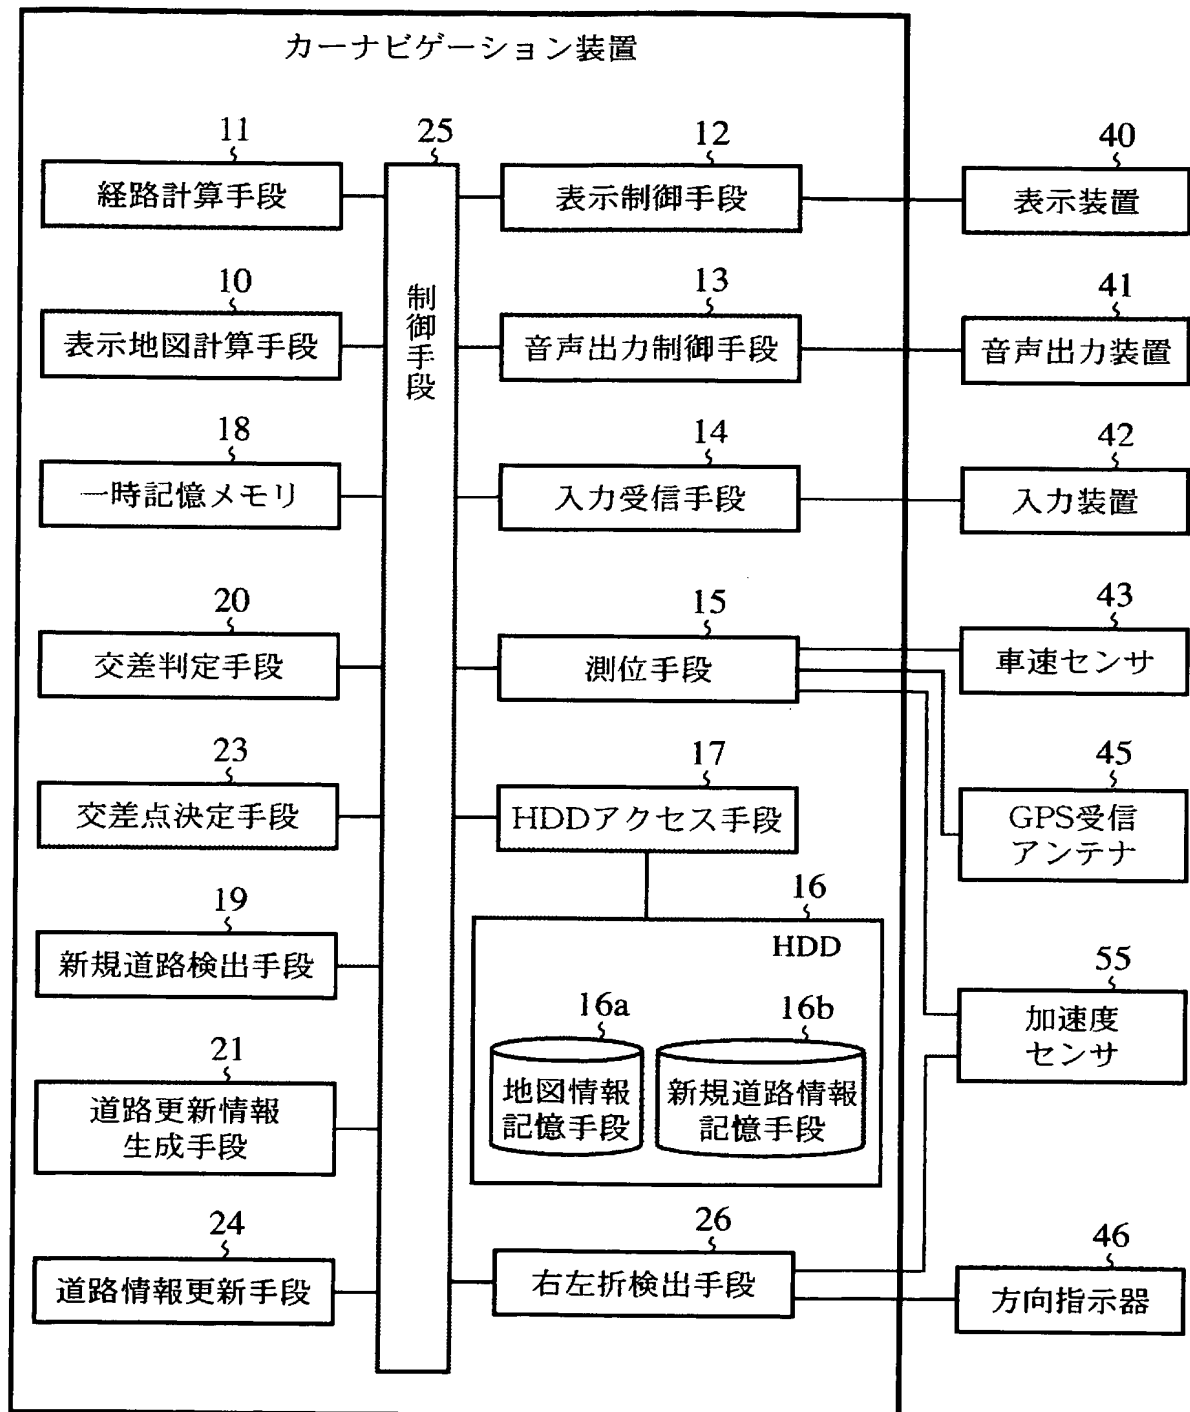 カーナビゲーション装置
11
25
12
40
経路計算手段
表示制御手段
表示装置
10
制御手段
13
41
表示地図計算手段
音声出力制御手段
音声出力装置
18
14
42
一時記憶メモリ
入力受信手段
入力装置
20
15
43
交差判定手段
測位手段
車速センサ
23
17
45
交差点決定手段
HDDアクセス手段
GPS受信
アンテナ
19
16
新規道路検出手段
HDD
55
加速度
センサ
16a
16b
地図情報
記憶手段
新規道路情報
記憶手段
21
道路更新情報
生成手段
24
26
46
道路情報更新手段
右左折検出手段
方向指示器